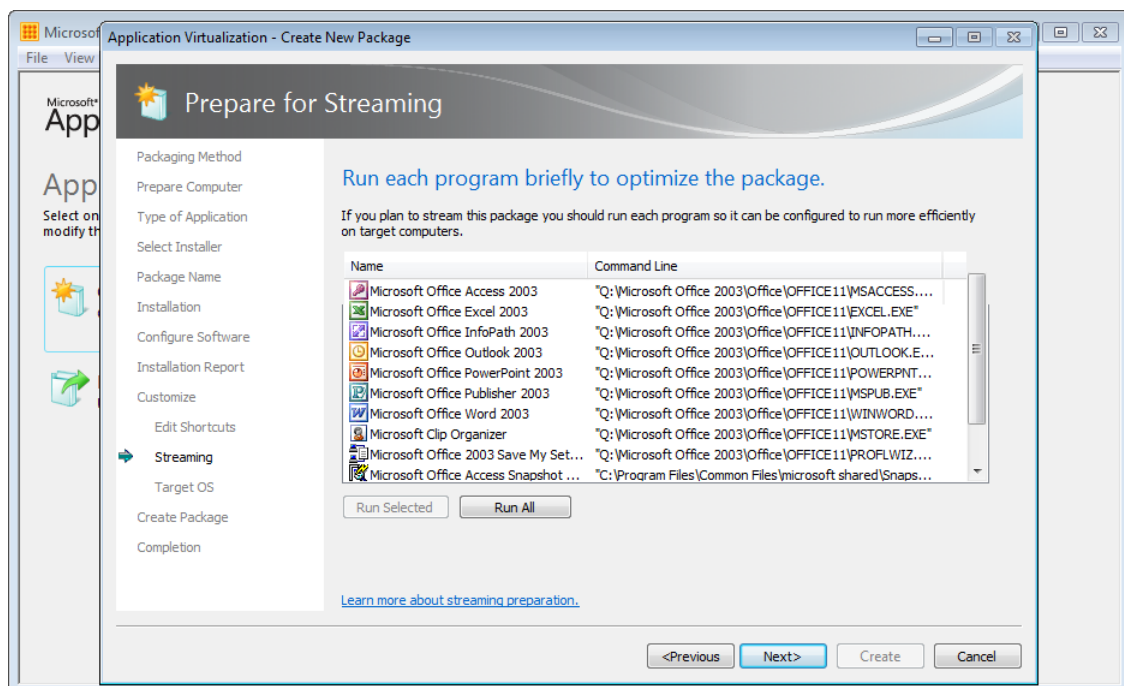 Microsof
File View
Application Virtualization - Create New Package
Microsoft®
App
App
Select on
modify th
Prepare for Streaming
Packaging Method
Prepare Computer
Type of Application
Select Installer
Package Name
Installation
Configure Software
Installation Report
Customize
Edit Shortcuts
Streaming
Target OS
Create Package
Completion
Run each program briefly to optimize the package.
If you plan to stream this package you should run each program so it can be configured to run more efficiently
on target computers.
Name Command Line
Microsoft Office Access 2003 "Q:\Microsoft Office 2003\Office\OFFICE11\MSACCESS....
Microsoft Office Excel 2003 "Q:\Microsoft Office 2003\Office\OFFICE11\EXCEL.EXE"
Microsoft Office InfoPath 2003 "Q:\Microsoft Office 2003\Office\OFFICE11\INFOPATH....
Microsoft Office Outlook 2003 "Q:\Microsoft Office 2003\Office\OFFICE11\OUTLOOK.E...
Microsoft Office PowerPoint 2003 "Q:\Microsoft Office 2003\Office\OFFICE11\POWERPNT...
Microsoft Office Publisher 2003 "Q:\Microsoft Office 2003\Office\OFFICE11\MSPUB.EXE"
Microsoft Office Word 2003 "Q:\Microsoft Office 2003\Office\OFFICE11\WINWORD....
Microsoft Clip Organizer "Q:\Microsoft Office 2003\Office\OFFICE11\MSTORE.EXE"
Microsoft Office 2003 Save My Set... "Q:\Microsoft Office 2003\Office\OFFICE11\PROFLWIZ....
Microsoft Office Access Snapshot ... "C:\Program Files\Common Files\microsoft shared\Snaps...
Run Selected Run All
Learn more about streaming preparation.
<Previous Next> Create Cancel